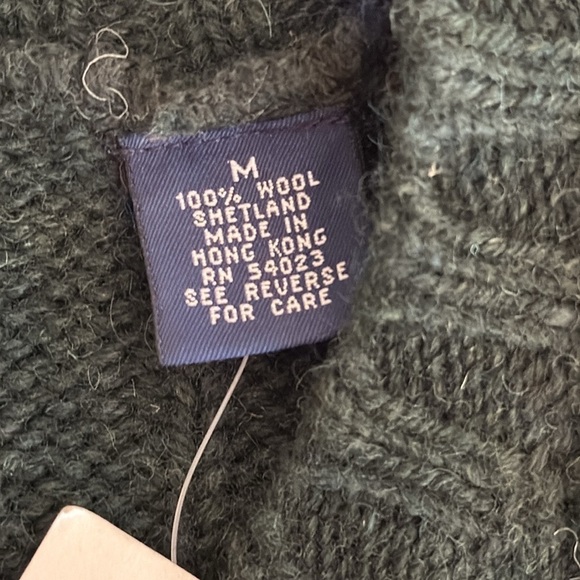 M
100% WOOL
SHETLAND
MADE IN
HONG KONG
RN 54023
SEE REVERSE
FOR CARE